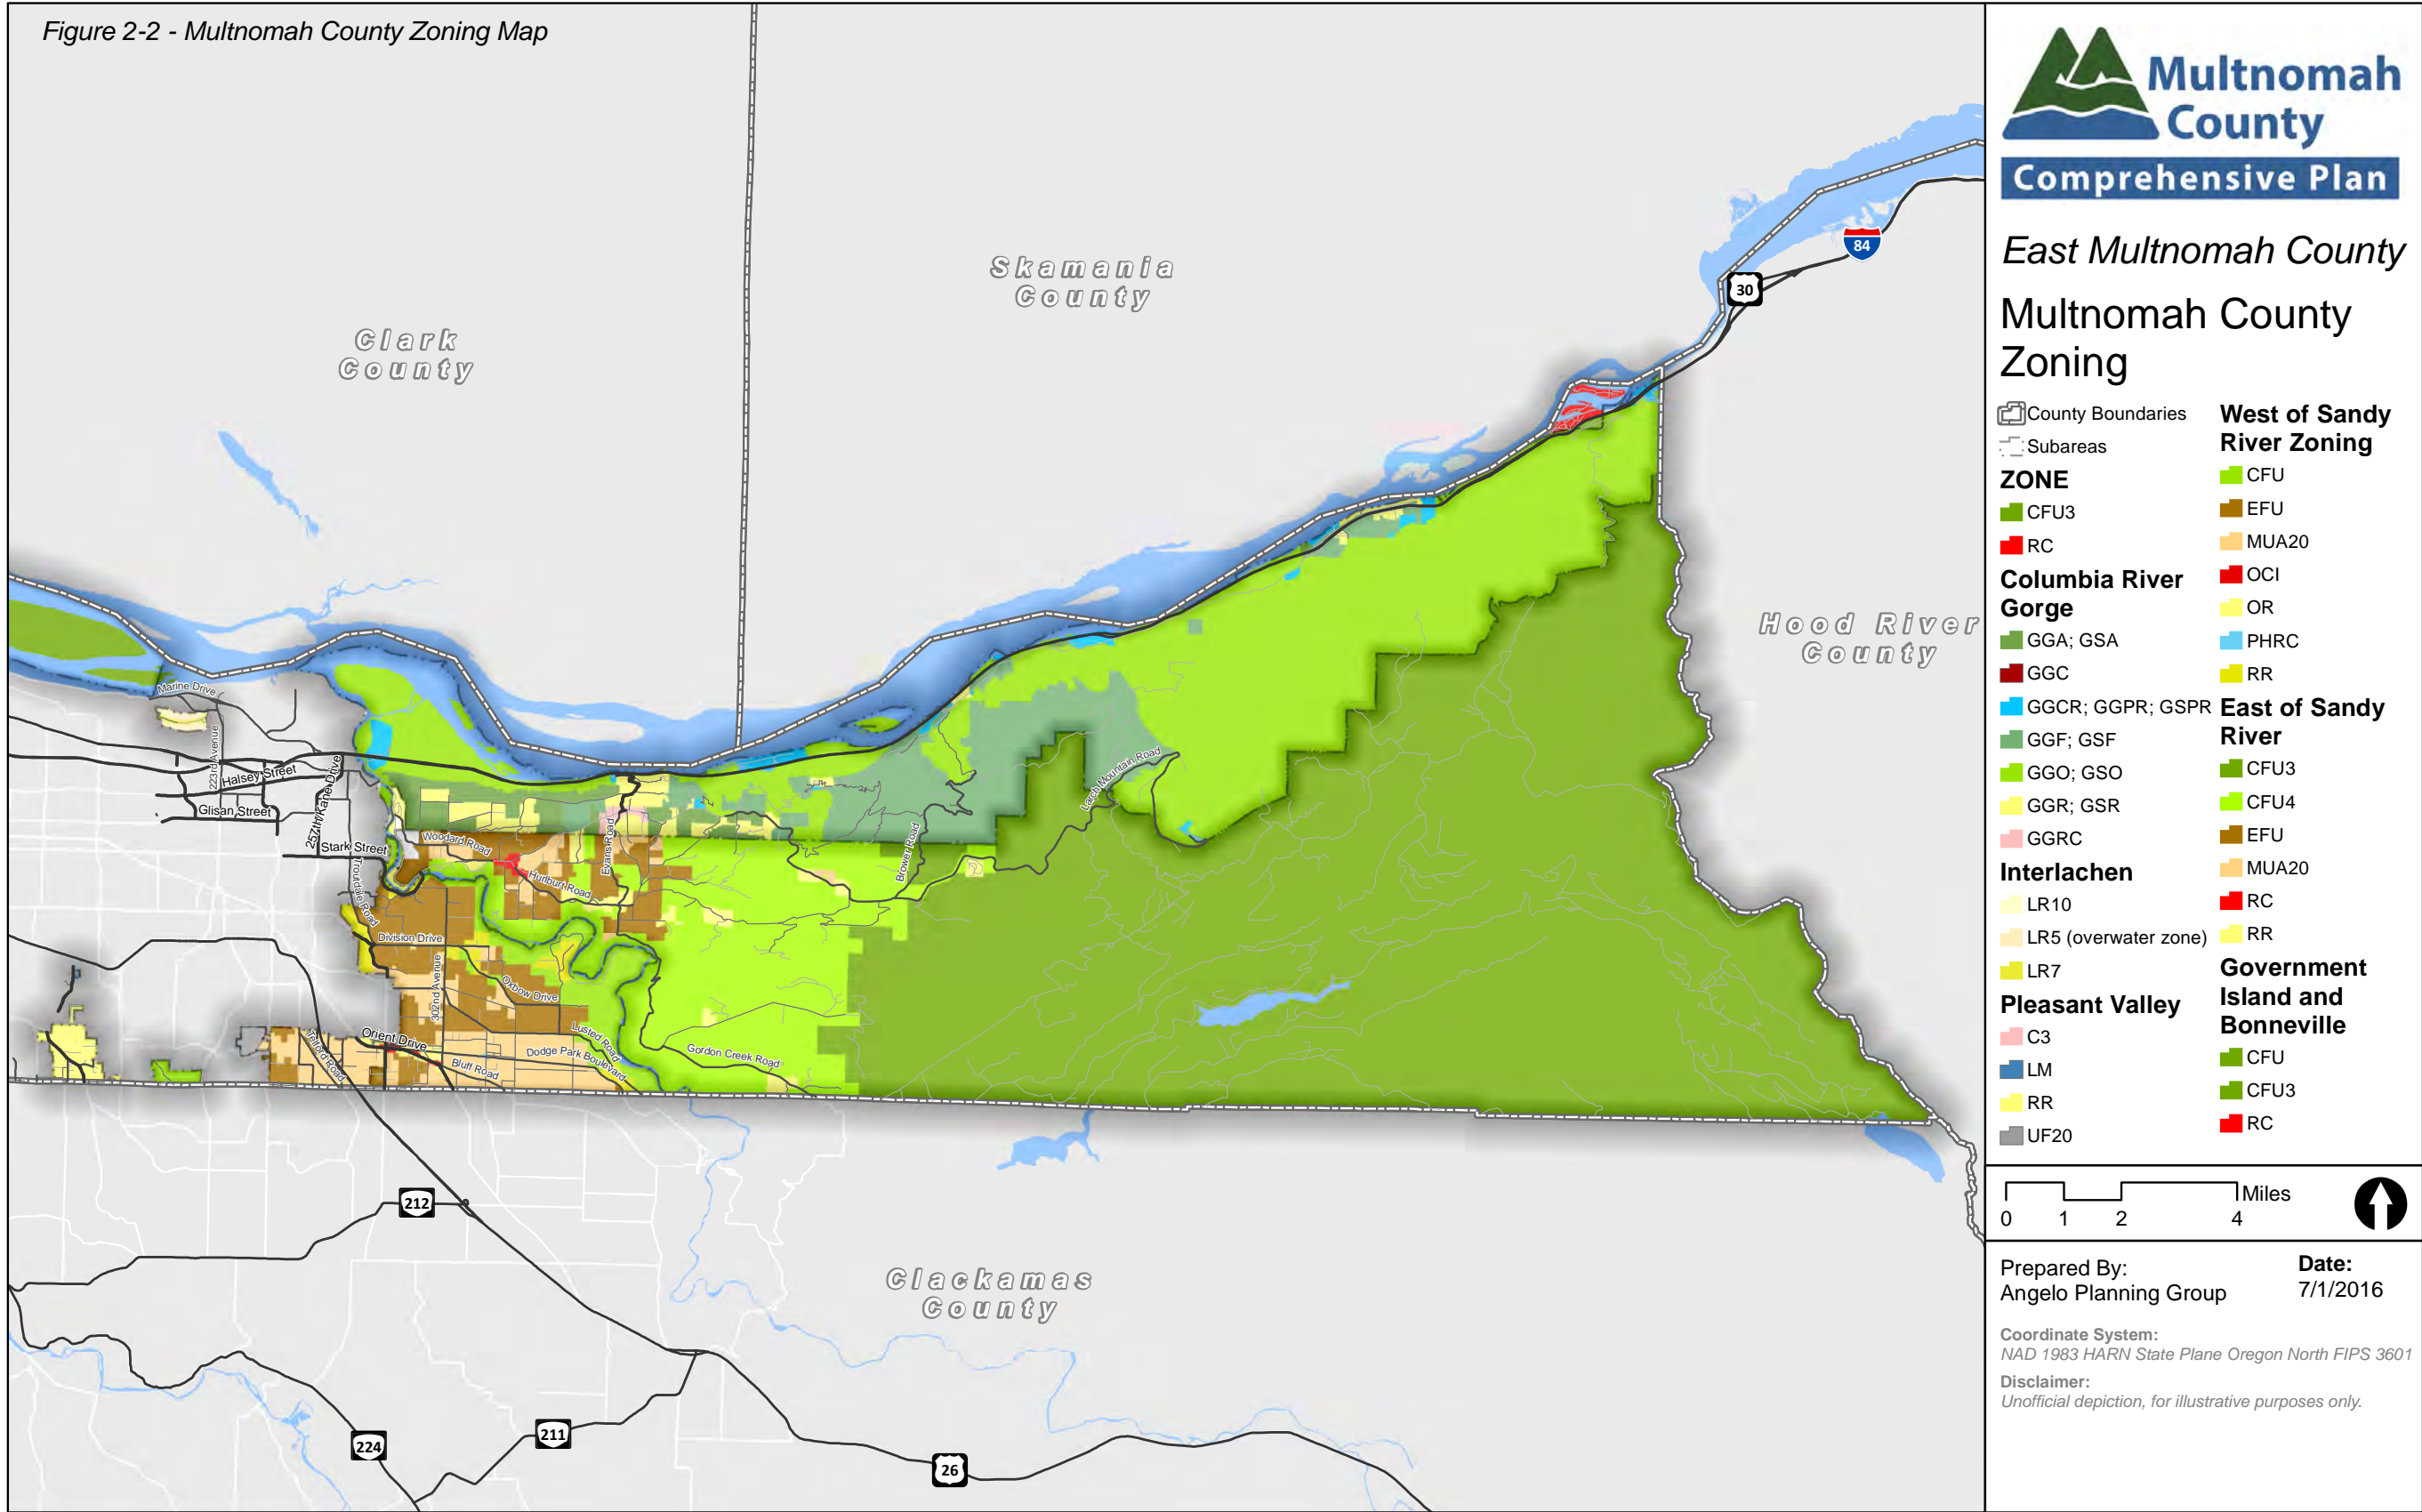 Figure 2-2 - Multnomah County Zoning Map
Clark
County
Skamania
County
Hood River
County
Clackamas
County
84
30
212
224
211
26
Marine Drive
223rd Avenue
Halsey Street
Glisan Street
257th/Kane Drive
Stark Street
Troutdale Road
Woodard Road
Hurlburt Road
Evans Road
Brower Road
Larch Mountain Road
Division Drive
302nd Avenue
Oxbow Drive
Lusted Road
Orient Drive
Telford Road
Bluff Road
Dodge Park Boulevard
Gordon Creek Road
Multnomah
County
Comprehensive Plan
East Multnomah County
Multnomah County
Zoning
County Boundaries
Subareas
ZONE
CFU3
RC
Columbia River
Gorge
GGA; GSA
GGC
GGCR; GGPR; GSPR
GGF; GSF
GGO; GSO
GGR; GSR
GGRC
Interlachen
LR10
LR5 (overwater zone)
LR7
Pleasant Valley
C3
LM
RR
UF20
West of Sandy
River Zoning
CFU
EFU
MUA20
OCI
OR
PHRC
RR
East of Sandy
River
CFU3
CFU4
EFU
MUA20
RC
RR
Government
Island and
Bonneville
CFU
CFU3
RC
Miles
0 1 2 4
Prepared By:
Angelo Planning Group
Date:
7/1/2016
Coordinate System:
NAD 1983 HARN State Plane Oregon North FIPS 3601
Disclaimer:
Unofficial depiction, for illustrative purposes only.